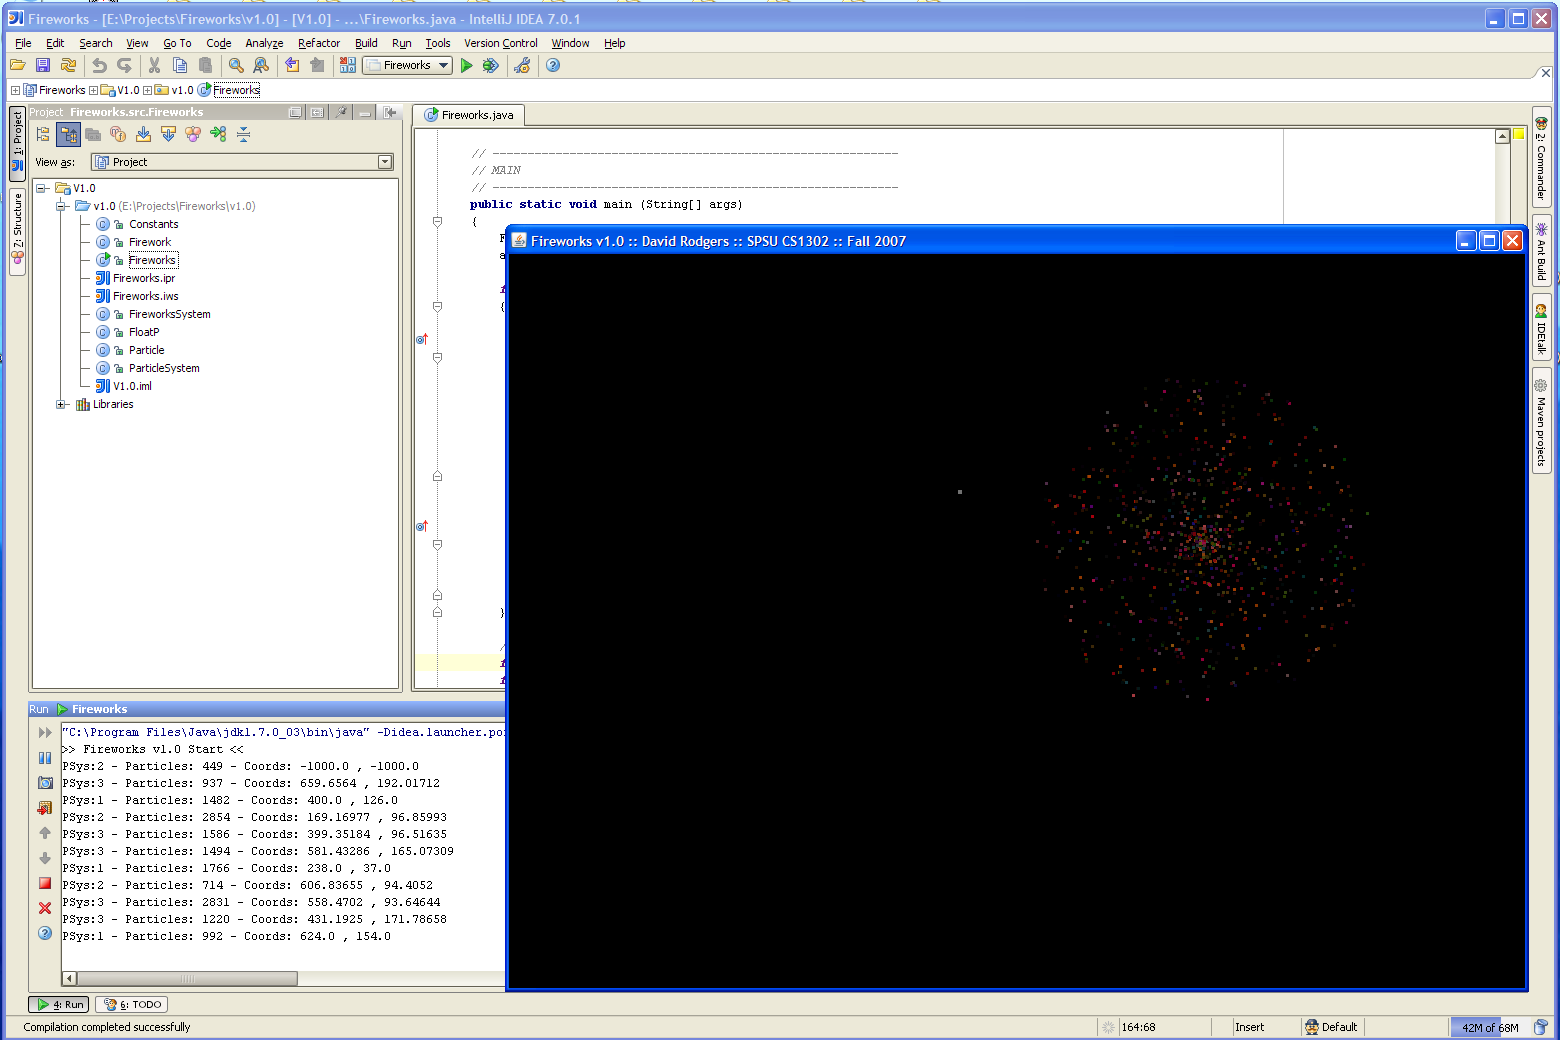 Fireworks - [E:\Projects\Fireworks\v1.0] - [V1.0] - ...\Fireworks.java - IntelliJ IDEA 7.0.1
File Edit Search View Go To Code Analyze Refactor Build Run Tools Version Control Window Help
Fireworks
Fireworks V1.0 v1.0 Fireworks
Project Fireworks.src.Fireworks
View as: Project
1: Project
7: Structure
V1.0
v1.0 (E:\Projects\Fireworks\v1.0)
Constants
Firework
Fireworks
Fireworks.ipr
Fireworks.iws
FireworksSystem
FloatP
Particle
ParticleSystem
V1.0.iml
Libraries
Fireworks.java
// ----------------------------------------------------------
// MAIN
// ----------------------------------------------------------
public static void main (String[] args)
{
F
a
{
}
/
Fireworks v1.0 :: David Rodgers :: SPSU CS1302 :: Fall 2007
2: Commander
Ant Build
IDEtalk
Maven projects
Run Fireworks
"C:\Program Files\Java\jdk1.7.0_03\bin\java" -Didea.launcher.po
>> Fireworks v1.0 Start <<
PSys:2 - Particles: 449 - Coords: -1000.0 , -1000.0
PSys:3 - Particles: 937 - Coords: 659.6564 , 192.01712
PSys:1 - Particles: 1482 - Coords: 400.0 , 126.0
PSys:2 - Particles: 2854 - Coords: 169.16977 , 96.85993
PSys:3 - Particles: 1586 - Coords: 399.35184 , 96.51635
PSys:3 - Particles: 1494 - Coords: 581.43286 , 165.07309
PSys:1 - Particles: 1766 - Coords: 238.0 , 37.0
PSys:2 - Particles: 714 - Coords: 606.83655 , 94.4052
PSys:3 - Particles: 2831 - Coords: 558.4702 , 93.64644
PSys:3 - Particles: 1220 - Coords: 431.1925 , 171.78658
PSys:1 - Particles: 992 - Coords: 624.0 , 154.0
4: Run 6: TODO
Compilation completed successfully 164:68 Insert Default 42M of 68M